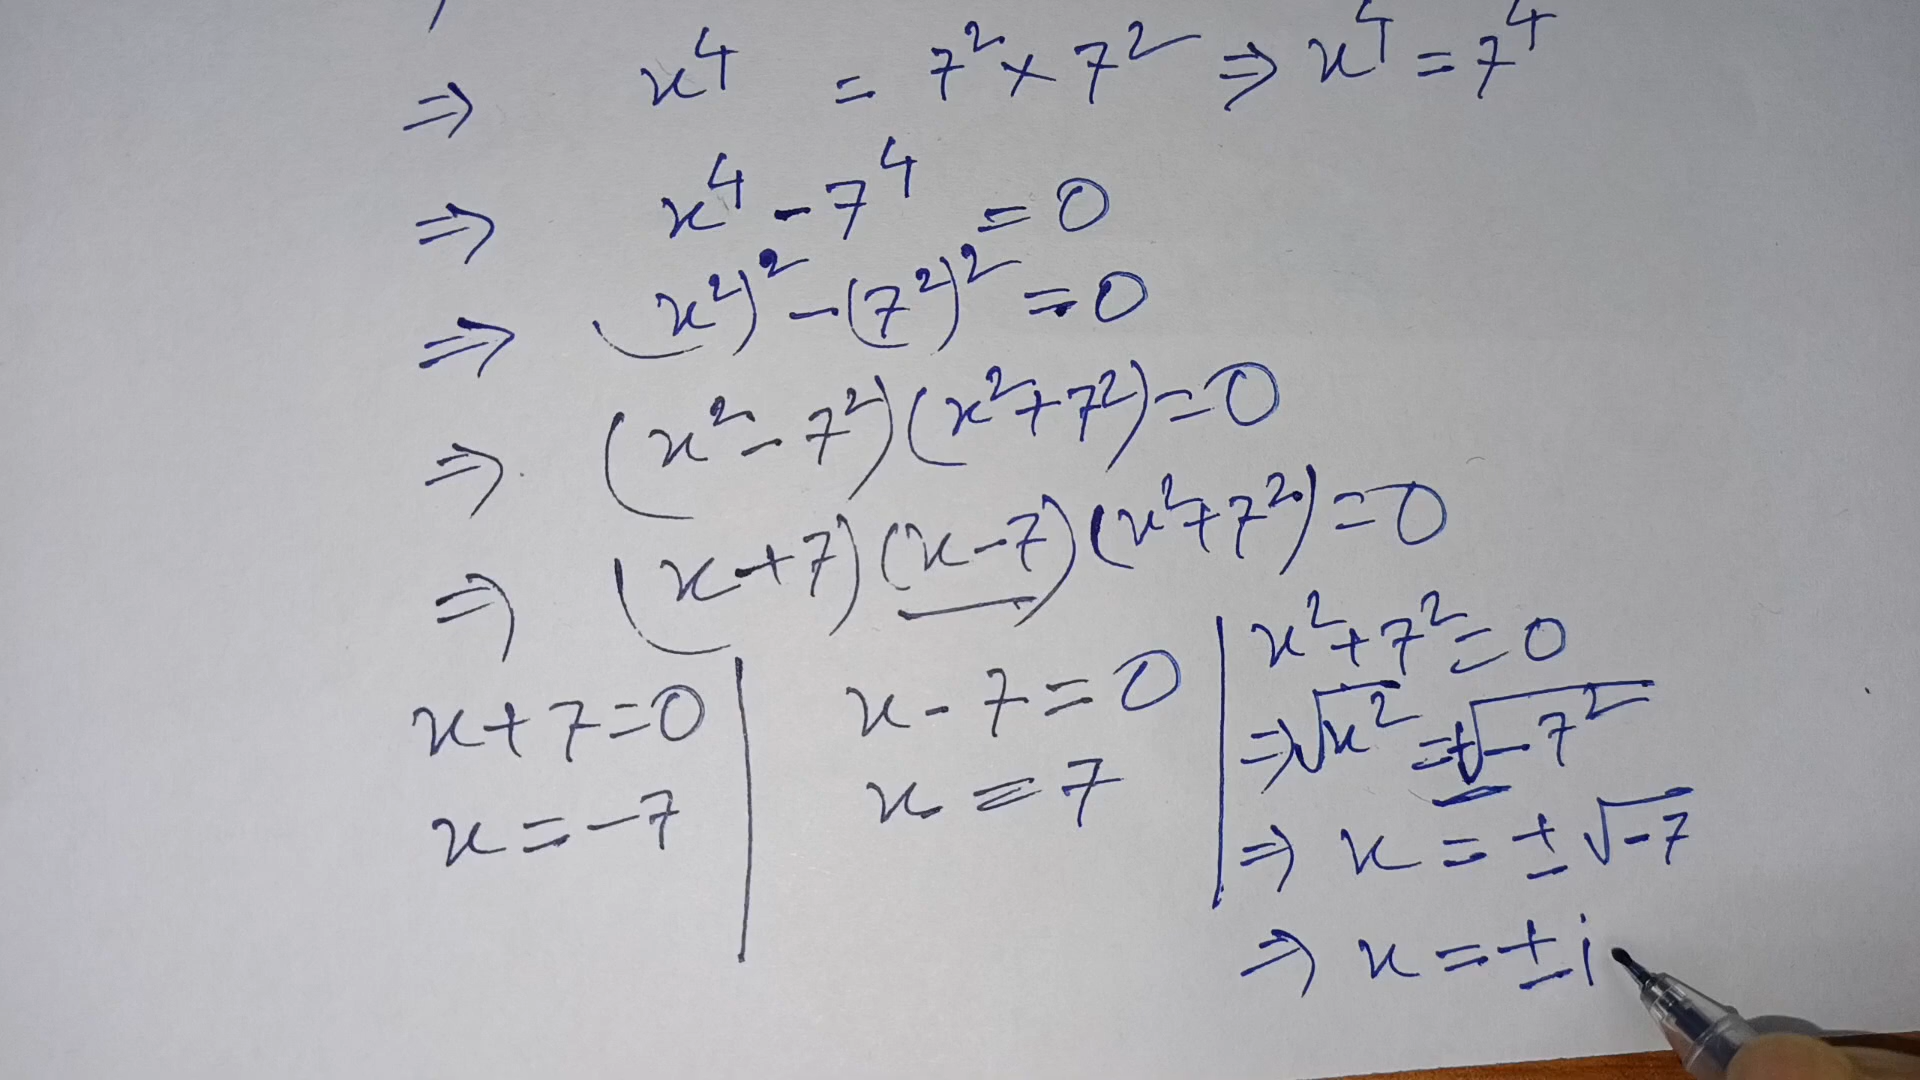 ⇒ x⁴ = 7² × 7² ⇒ x⁴ = 7⁴
⇒ x⁴ - 7⁴ = 0
⇒ (x²)² - (7²)² = 0
⇒ (x² - 7²)(x² + 7²) = 0
⇒ (x + 7)(x - 7)(x² + 7²) = 0
x + 7 = 0
x = -7
x - 7 = 0
x = 7
x² + 7² = 0
⇒ √x² = ±√-7²
⇒ x = ±√-7
⇒ x = ± i